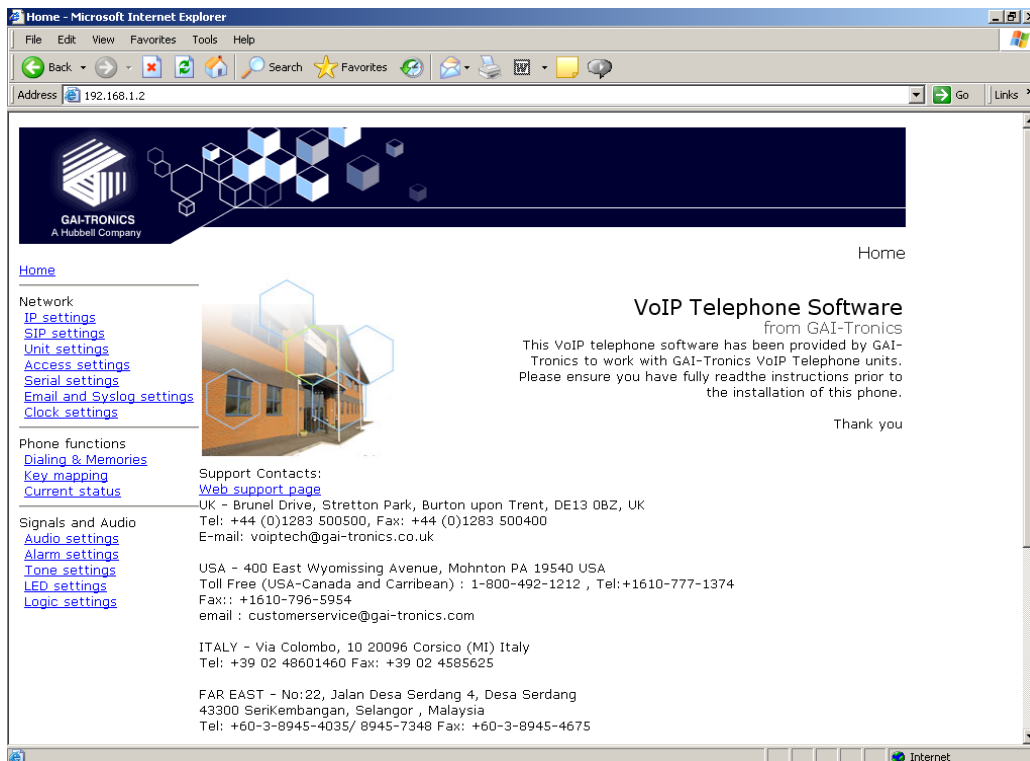 Home - Microsoft Internet Explorer
File Edit View Favorites Tools Help
Back Search Favorites
Address 192.168.1.2 Go Links
GAI-TRONICS
A Hubbell Company
Home
Home
Network
IP settings
SIP settings
Unit settings
Access settings
Serial settings
Email and Syslog settings
Clock settings
Phone functions
Dialing & Memories
Key mapping
Current status
Signals and Audio
Audio settings
Alarm settings
Tone settings
LED settings
Logic settings
VoIP Telephone Software
from GAI-Tronics
This VoIP telephone software has been provided by GAI-
Tronics to work with GAI-Tronics VoIP Telephone units.
Please ensure you have fully readthe instructions prior to
the installation of this phone.
Thank you
Support Contacts:
Web support page
UK - Brunel Drive, Stretton Park, Burton upon Trent, DE13 0BZ, UK
Tel: +44 (0)1283 500500, Fax: +44 (0)1283 500400
E-mail: voiptech@gai-tronics.co.uk
USA - 400 East Wyomissing Avenue, Mohnton PA 19540 USA
Toll Free (USA-Canada and Carribean) : 1-800-492-1212 , Tel:+1610-777-1374
Fax:: +1610-796-5954
email : customerservice@gai-tronics.com
ITALY - Via Colombo, 10 20096 Corsico (MI) Italy
Tel: +39 02 48601460 Fax: +39 02 4585625
FAR EAST - No:22, Jalan Desa Serdang 4, Desa Serdang
43300 SeriKembangan, Selangor , Malaysia
Tel: +60-3-8945-4035/ 8945-7348 Fax: +60-3-8945-4675
Internet